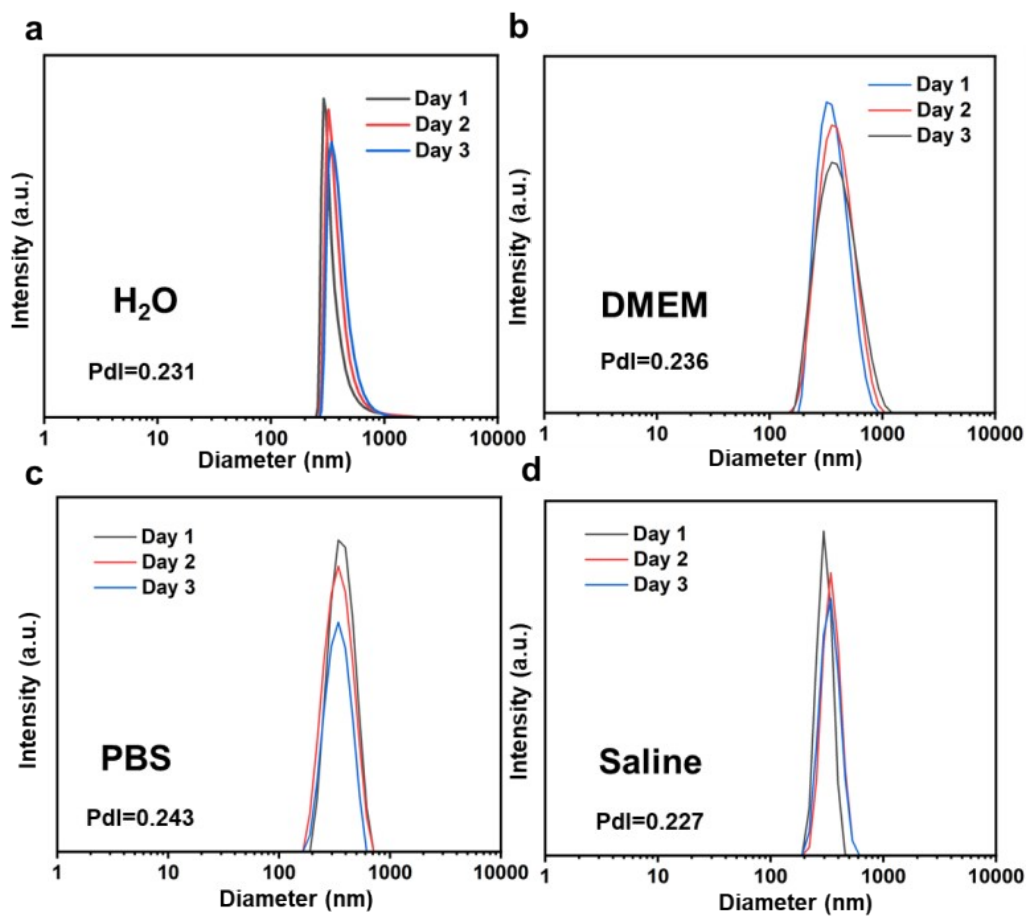 a
Day 1
Day 2
Day 3
H₂O
PdI=0.231
Intensity (a.u.)
1 10 100 1000 10000
Diameter (nm)
b
Day 1
Day 2
Day 3
DMEM
PdI=0.236
Intensity (a.u.)
1 10 100 1000 10000
Diameter (nm)
c
Day 1
Day 2
Day 3
PBS
PdI=0.243
Intensity (a.u.)
1 10 100 1000 10000
Diameter (nm)
d
Day 1
Day 2
Day 3
Saline
PdI=0.227
Intensity (a.u.)
1 10 100 1000 10000
Diameter (nm)